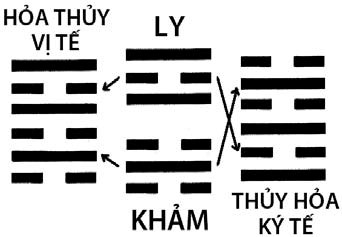 HỎA THỦY
VỊ TẾ
LY
KHẢM
THỦY HỎA
KÝ TẾ